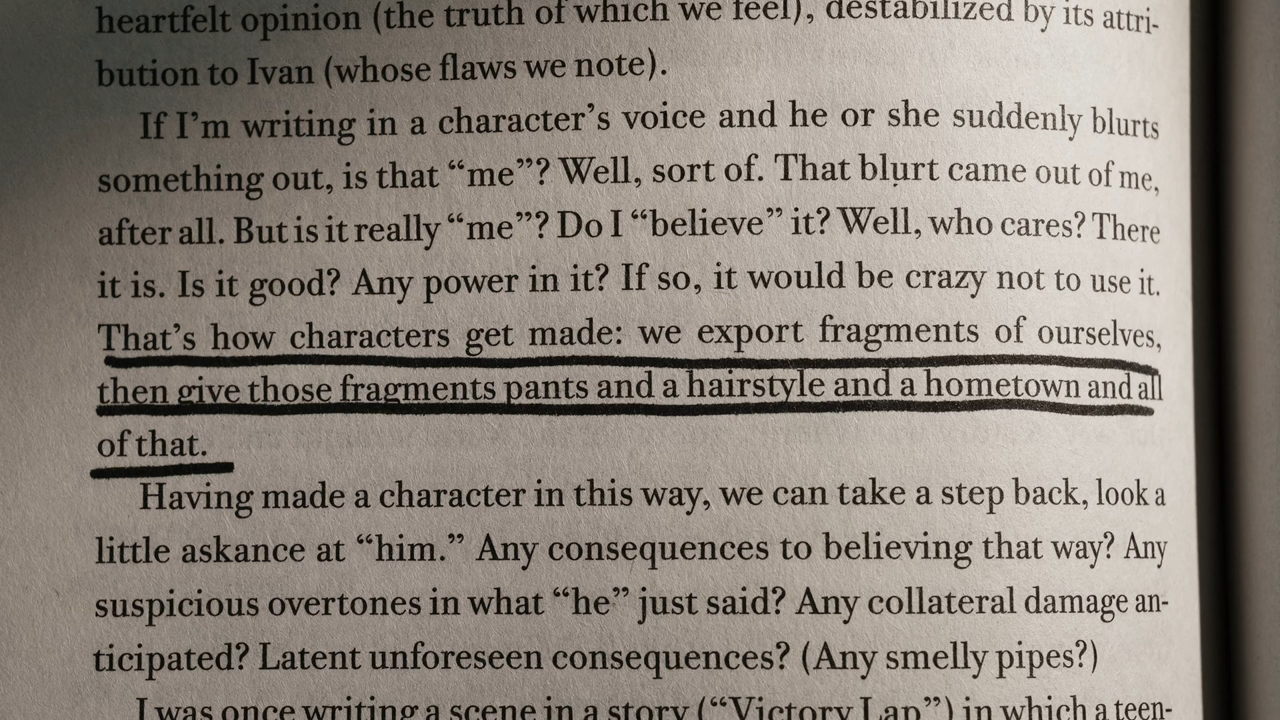 heartfelt opinion (the truth of which we feel), destabilized by its attri-
bution to Ivan (whose flaws we note).
If I’m writing in a character’s voice and he or she suddenly blurts
something out, is that “me”? Well, sort of. That blurt came out of me,
after all. But is it really “me”? Do I “believe” it? Well, who cares? There
it is. Is it good? Any power in it? If so, it would be crazy not to use it.
That’s how characters get made: we export fragments of ourselves,
then give those fragments pants and a hairstyle and a hometown and all
of that.
Having made a character in this way, we can take a step back, look a
little askance at “him.” Any consequences to believing that way? Any
suspicious overtones in what “he” just said? Any collateral damage an-
ticipated? Latent unforeseen consequences? (Any smelly pipes?)
I was once writing a scene in a story (“Victory Lap”) in which a teen-